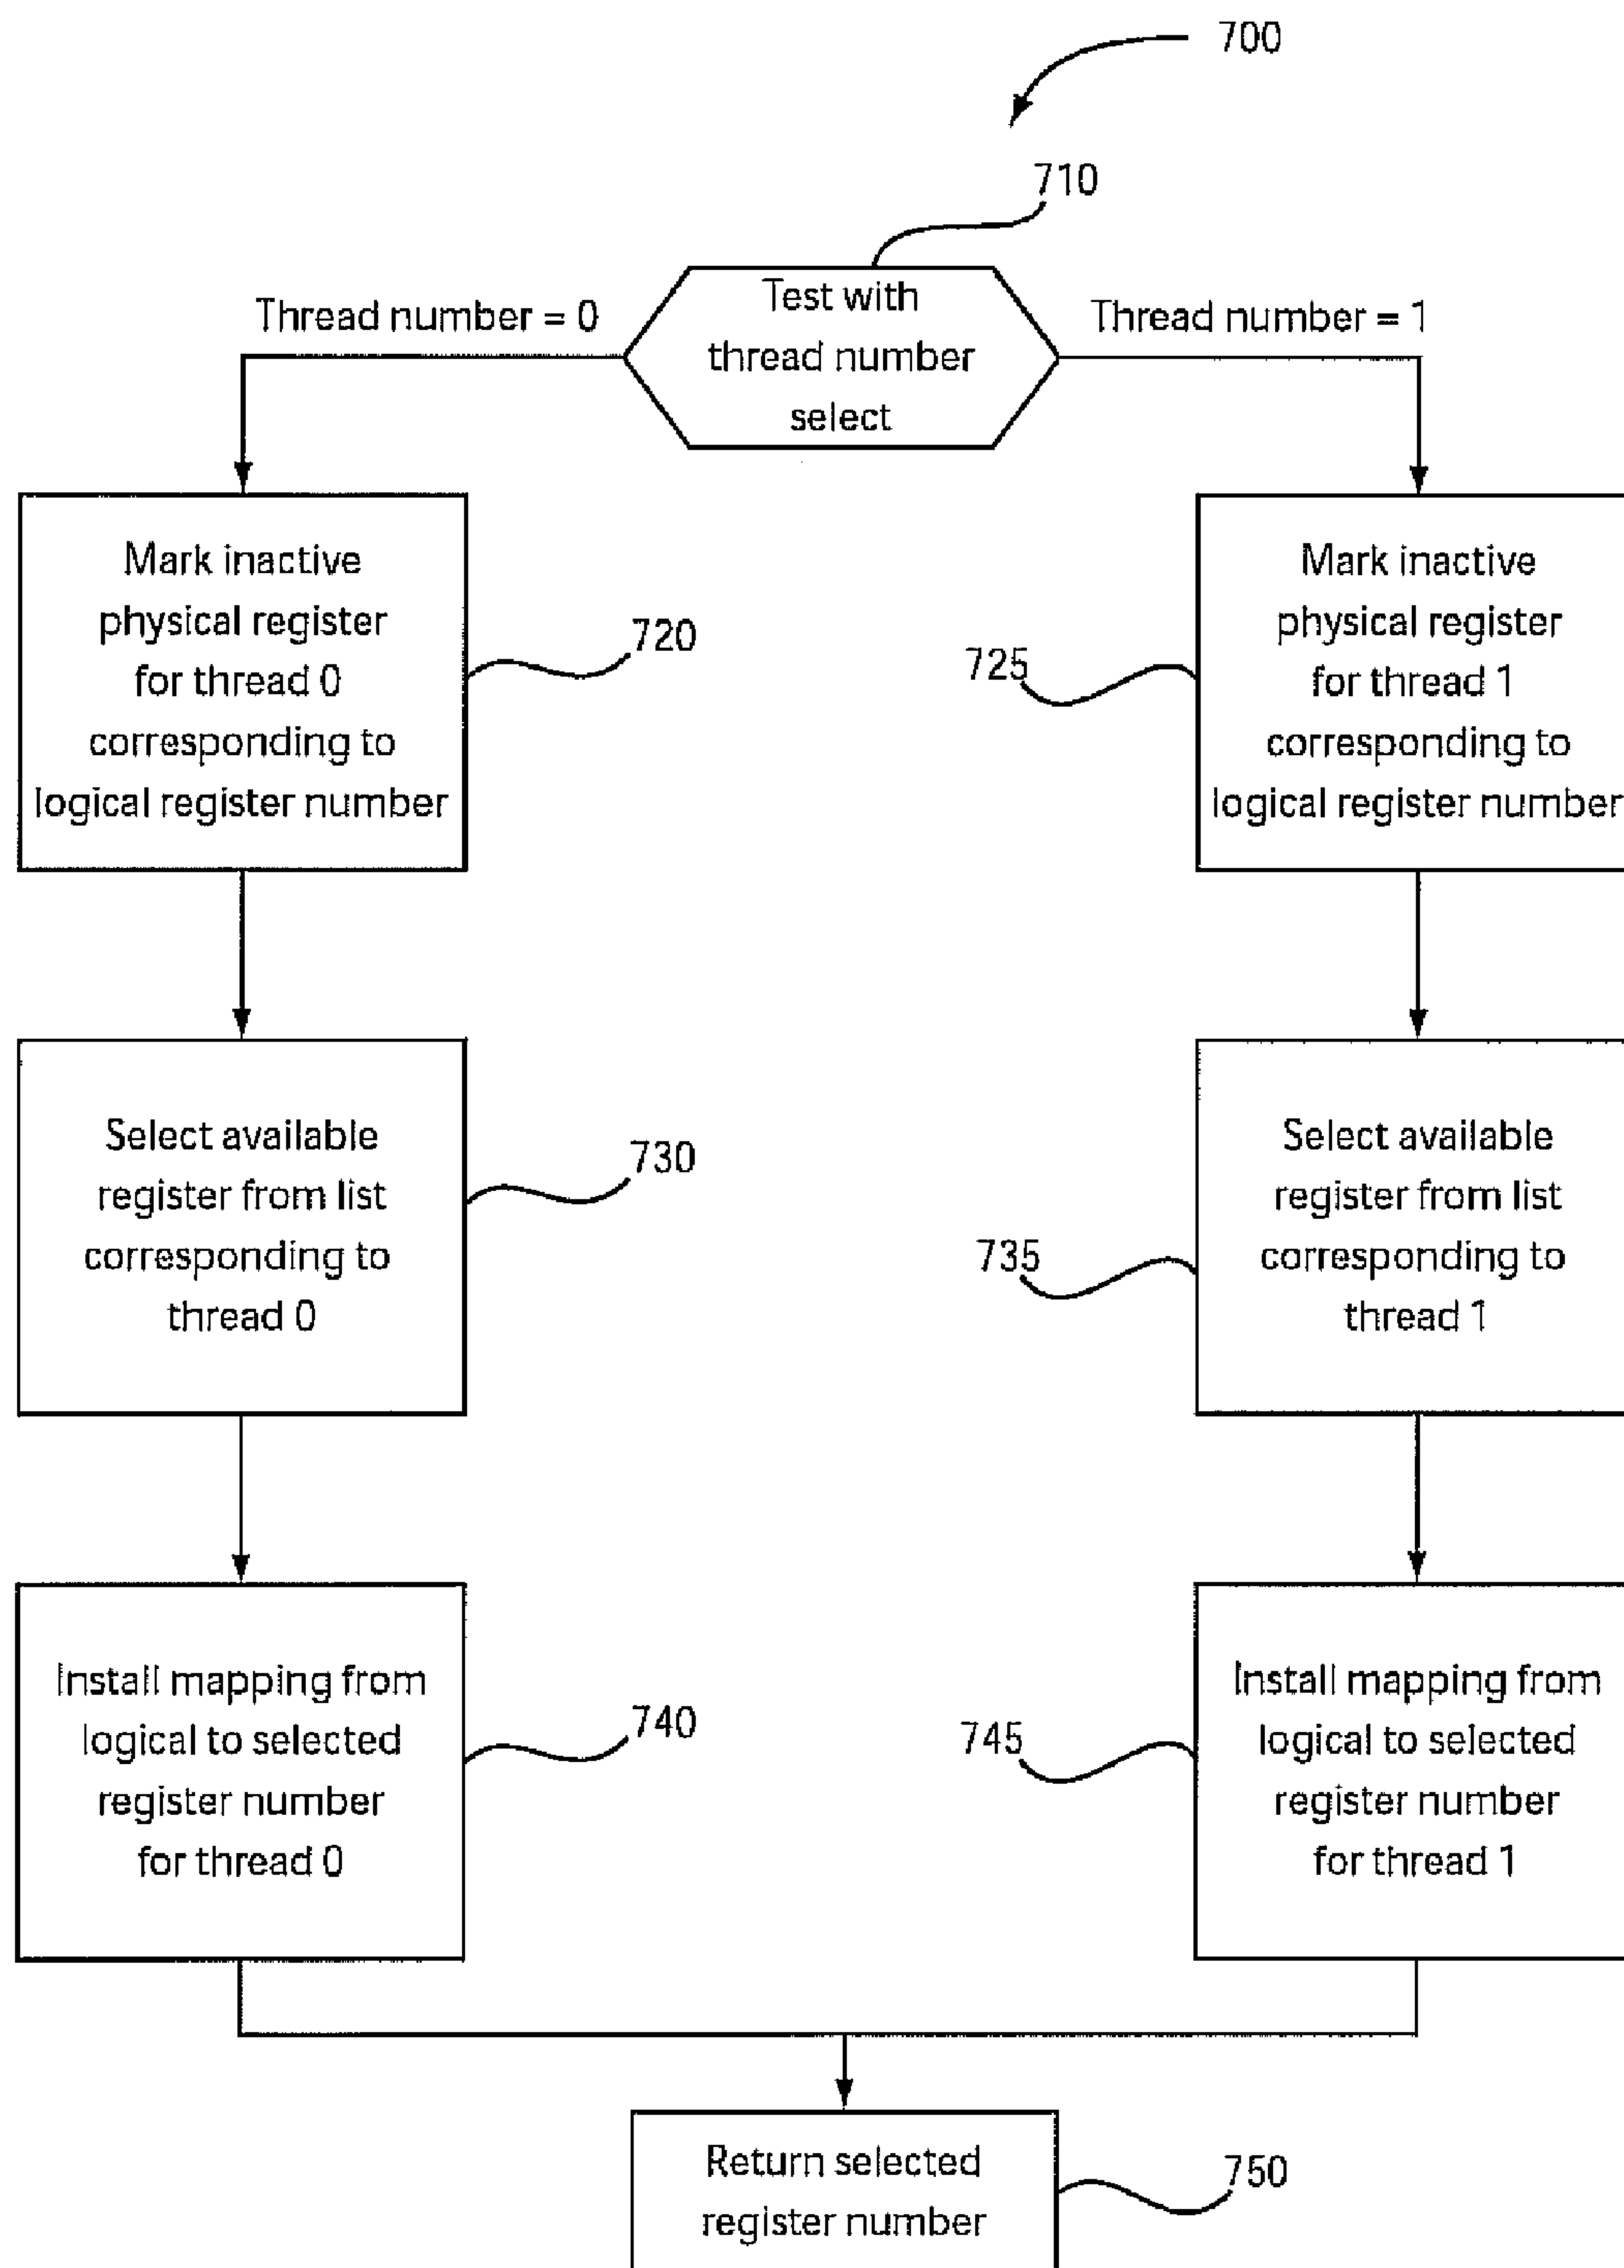 700
710
Thread number = 0
Test with
thread number
select
Thread number = 1
Mark inactive
physical register
for thread 0
corresponding to
logical register number
720
725
Mark inactive
physical register
for thread 1
corresponding to
logical register number
Select available
register from list
corresponding to
thread 0
730
735
Select available
register from list
corresponding to
thread 1
Install mapping from
logical to selected
register number
for thread 0
740
745
Install mapping from
logical to selected
register number
for thread 1
Return selected
register number
750